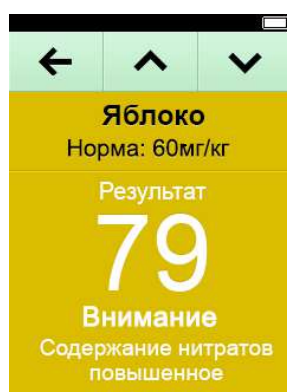 Яблоко
Норма: 60мг/кг
Результат
79
Внимание
Содержание нитратов
повышенное